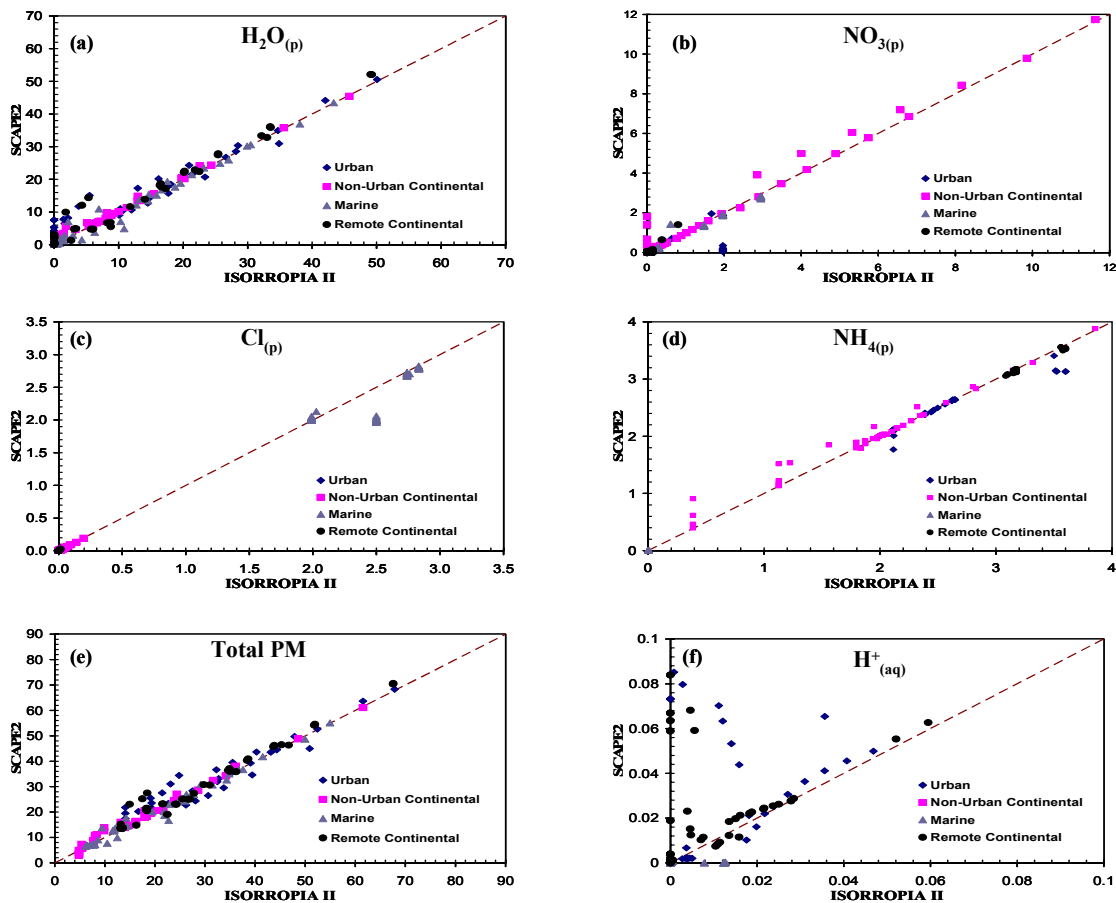 (a)
H₂O(p)
SCAPE2
70
60
50
40
30
20
10
0
Urban
Non-Urban Continental
Marine
Remote Continental
0 10 20 30 40 50 60 70
ISORROPIA II
(b)
NO3(p)
SCAPE2
12
10
8
6
4
2
0
Urban
Non-Urban Continental
Marine
Remote Continental
0 2 4 6 8 10 12
ISORROPIA II
(c)
Cl(p)
SCAPE2
3.5
3.0
2.5
2.0
1.5
1.0
0.5
0.0
Urban
Non-Urban Continental
Marine
Remote Continental
0.0 0.5 1.0 1.5 2.0 2.5 3.0 3.5
ISORROPIA II
(d)
NH4(p)
SCAPE2
4
3
2
1
0
Urban
Non-Urban Continental
Marine
Remote Continental
0 1 2 3 4
ISORROPIA II
(e)
Total PM
SCAPE2
90
80
70
60
50
40
30
20
10
0
Urban
Non-Urban Continental
Marine
Remote Continental
0 10 20 30 40 50 60 70 80 90
ISORROPIA II
(f)
H⁺(aq)
SCAPE2
0.1
0.08
0.06
0.04
0.02
0
Urban
Non-Urban Continental
Marine
Remote Continental
0 0.02 0.04 0.06 0.08 0.1
ISORROPIA II